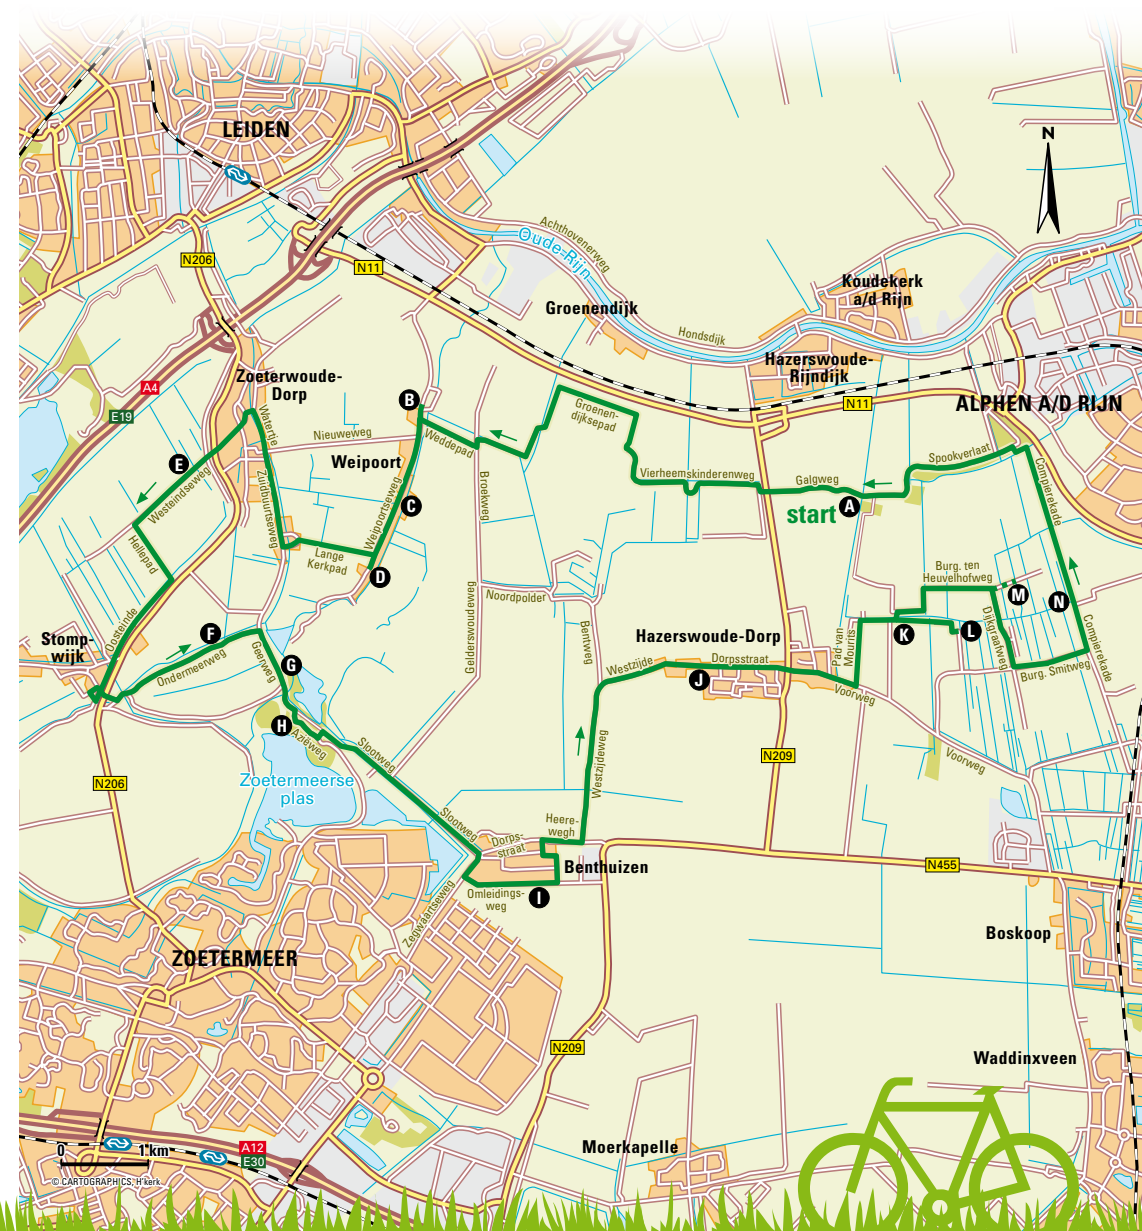 LEIDEN
N
Achthovenerweg
Oude-Rijn
N206
N11
Koudekerk
a/d Rijn
Groenendijk
Hondsdijk
Hazerswoude-
Rijndijk
Zoeterwoude-
Dorp
A4
E19
B
N11
ALPHEN A/D RIJN
Watertje
Groenen-
dijksepad
Nieuweweg
Weddepad
Weipoort
E
Westeindseweg
Zuidbuurtseweg
Broekweg
Vierheemskinderenweg
Galgweg
Spookverlaat
Compierekade
C
start
A
Weipoortseweg
Hellepad
Lange
Kerkpad
D
Burg. ten
Heuvelhofweg
Noordpolder
M
N
Geldersewoudeweg
Bentweg
Oosteinde
F
Stomp-
wijk
Hazerswoude-Dorp
Pad van
Mourits
K
L
Dijkgraafweg
Compierekade
Ondermeerweg
Geerweg
G
Westzijde
Dorpsstraat
J
Burg. Smitweg
Voorweg
H
Aziëweg
Slootweg
Westzijdeweg
N209
Voorweg
N206
Zoetermeerse
plas
Slootweg
Dorps-
straat
Heere-
wegh
Benthuizen
N455
Omleidings-
weg
I
Zegwaartseweg
Boskoop
ZOETERMEER
N209
Waddinxveen
Moerkapelle
0 1 km
A12
E30
© CARTOGRAPHICS, H'kerk